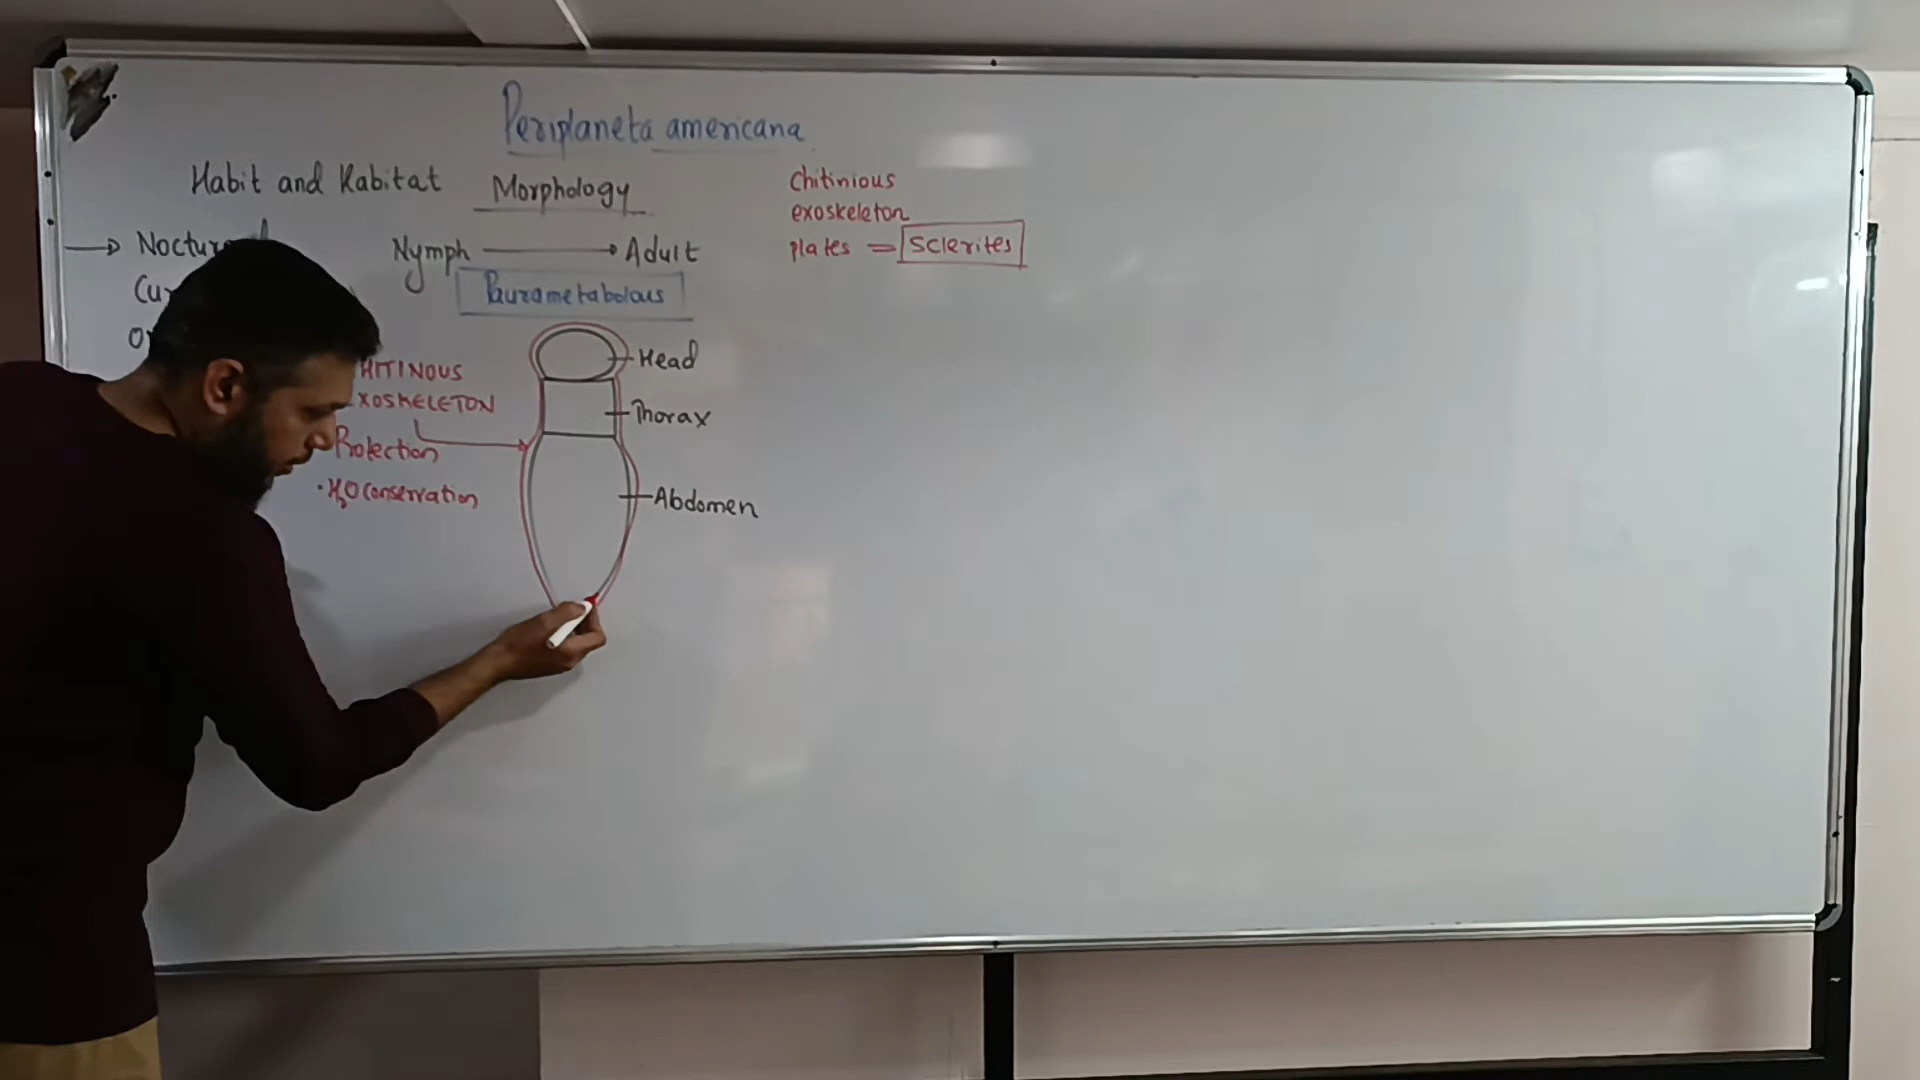 Periplaneta americana
Habit and Habitat
Morphology
Chitinious
exoskeleton
plates = Sclerites
Nymph → Adult
Paurametabolous
Head
Thorax
Abdomen
Protection
· H2O conservation